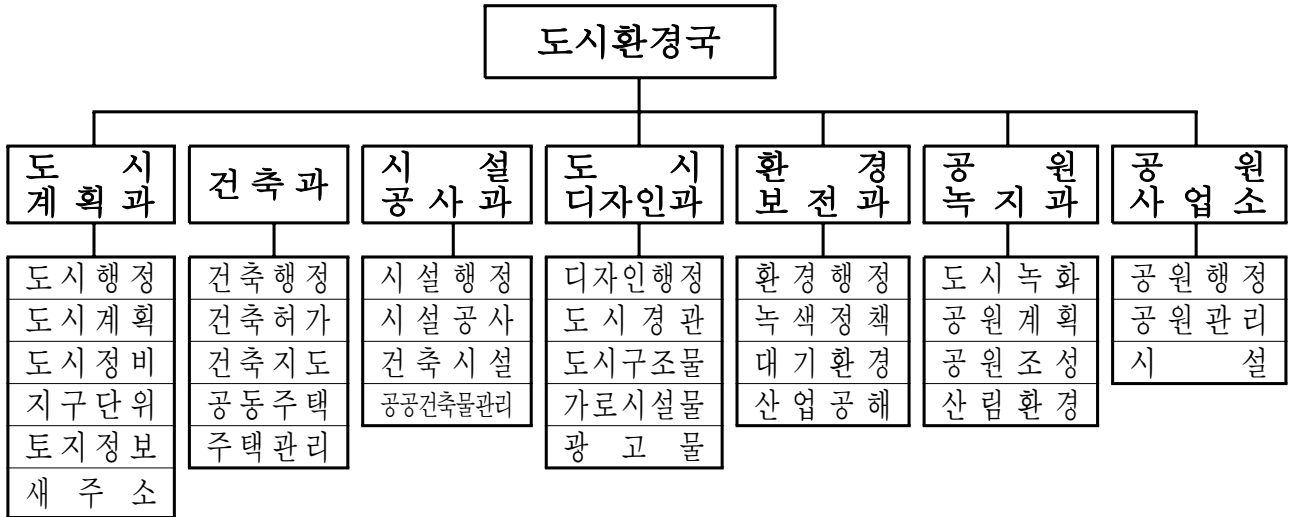 도시환경국
도 시
계 획 과
건 축 과
시 설
공 사 과
도 시
디자인과
환 경
보 전 과
공 원
녹 지 과
공 원
사 업 소
도 시 행 정
도 시 계 획
도 시 정 비
지 구 단 위
토 지 정 보
새 주 소
건 축 행 정
건 축 허 가
건 축 지 도
공 동 주 택
주 택 관 리
시 설 행 정
시 설 공 사
건 축 시 설
공공건축물관리
디자인행정
도 시 경 관
도시구조물
가로시설물
광 고 물
환 경 행 정
녹 색 정 책
대 기 환 경
산 업 공 해
도 시 녹 화
공 원 계 획
공 원 조 성
산 림 환 경
공 원 행 정
공 원 관 리
시 설